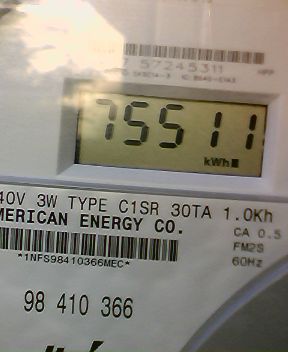 57245311
75511
kWh
40V 3W TYPE C1SR 30TA 1.0Kh
MERICAN ENERGY CO.
CA 0.5
FM2S
60Hz
*1NFS98410366MEC*
98 410 366